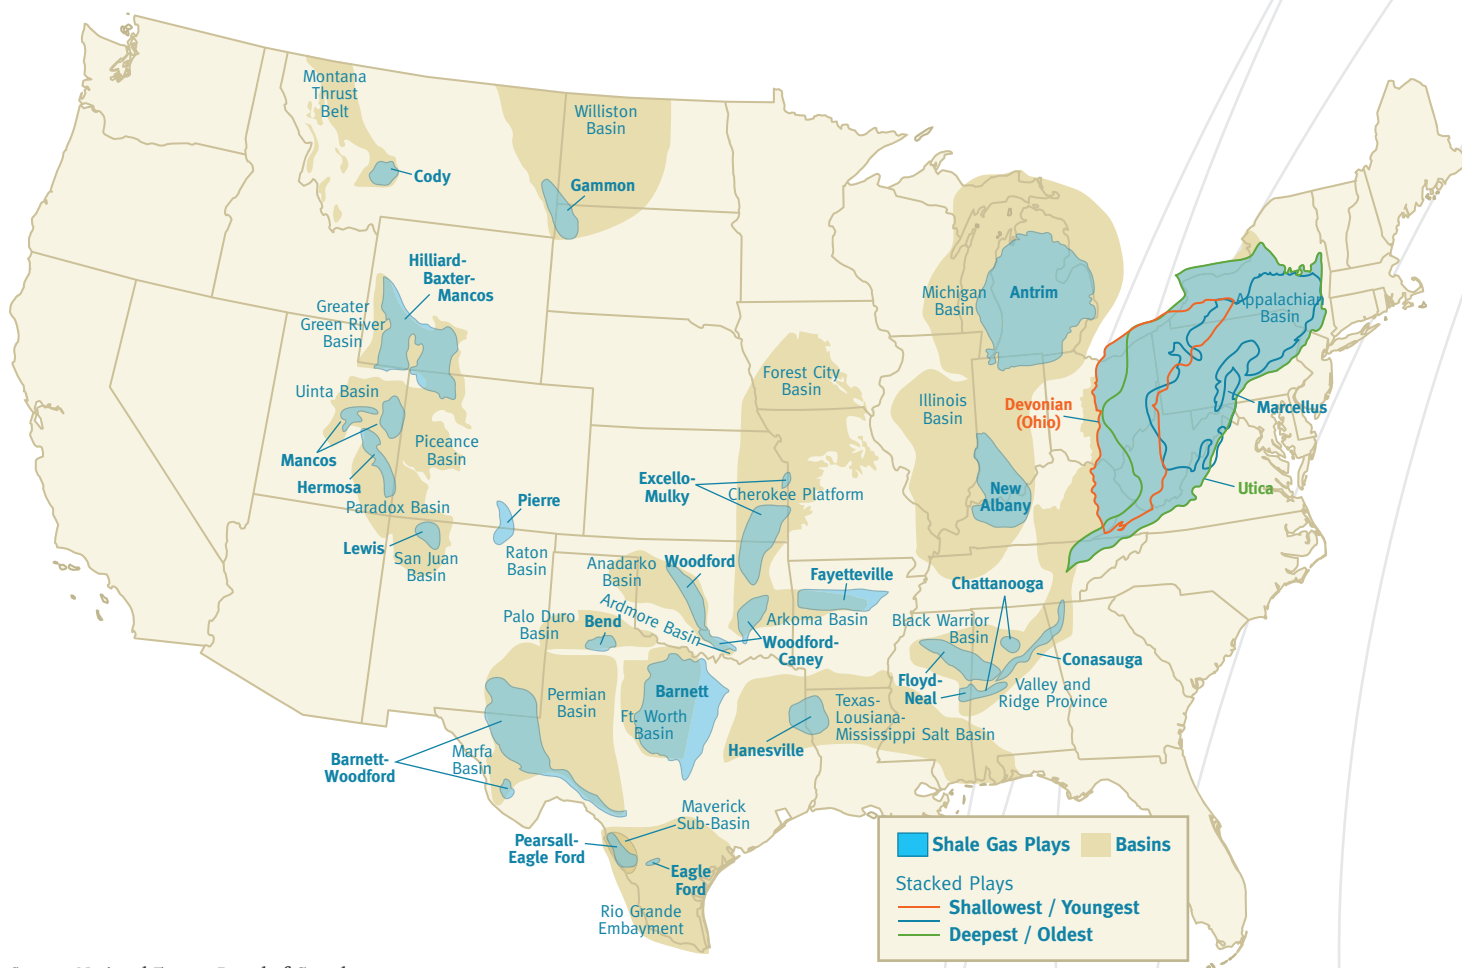 Montana
Thrust
Belt
Williston
Basin
Cody
Gammon
Hilliard-
Baxter-
Mancos
Greater
Green River
Basin
Michigan
Basin
Antrim
Appalachian
Basin
Forest City
Basin
Uinta Basin
Illinois
Basin
Devonian
(Ohio)
Marcellus
Piceance
Basin
Mancos
Hermosa
Paradox Basin
Excello-
Mulky
Cherokee Platform
New
Albany
Utica
Pierre
Lewis
San Juan
Basin
Raton
Basin
Anadarko
Basin
Woodford
Fayetteville
Chattanooga
Ardmore Basin
Palo Duro
Basin
Bend
Arkoma Basin
Black Warrior
Basin
Woodford-
Caney
Conasauga
Floyd-
Neal
Valley and
Ridge Province
Permian
Basin
Barnett
Ft. Worth
Basin
Texas-
Lousiana-
Mississippi Salt Basin
Hanesville
Marfa
Basin
Barnett-
Woodford
Maverick
Sub-Basin
Pearsall-
Eagle Ford
Eagle
Ford
Rio Grande
Embayment
Shale Gas Plays
Basins
Stacked Plays
Shallowest / Youngest
Deepest / Oldest